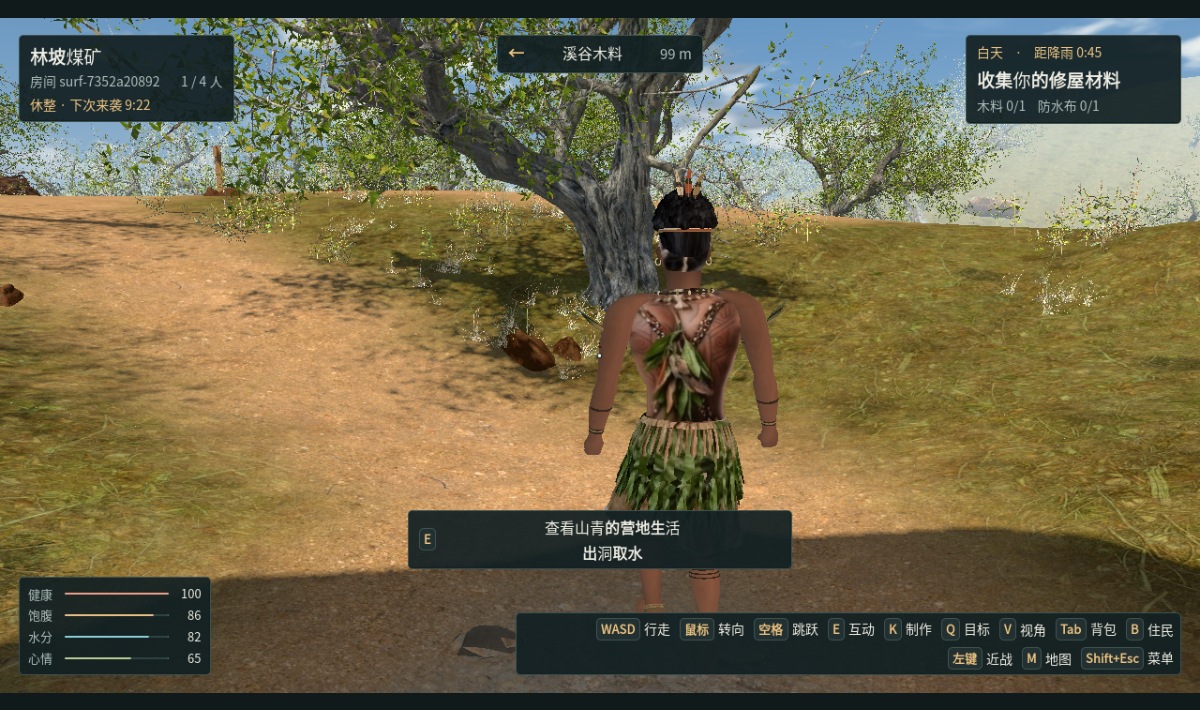 林坡煤矿
房间 surf-7352a20892 1 / 4 人
休整 · 下次来袭 9:22
← 溪谷木料 99 m
白天 · 距降雨 0:45
收集你的修屋材料
木料 0/1 防水布 0/1
E 查看山青的营地生活
出洞取水
健康 100
饱腹 86
水分 82
心情 65
WASD 行走 鼠标 转向 空格 跳跃 E 互动 K 制作 Q 目标 V 视角 Tab 背包 B 住民
左键 近战 M 地图 Shift+Esc 菜单